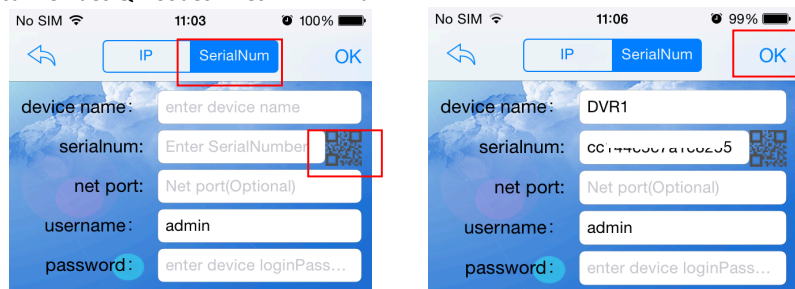 No SIM 11:03 100%
IP SerialNum OK
device name: enter device name
serialnum: Enter SerialNumber
net port: Net port(Optional)
username: admin
password: enter device loginPass...
No SIM 11:06 99%
IP SerialNum OK
device name: DVR1
serialnum:
net port: Net port(Optional)
username: admin
password: enter device loginPass...